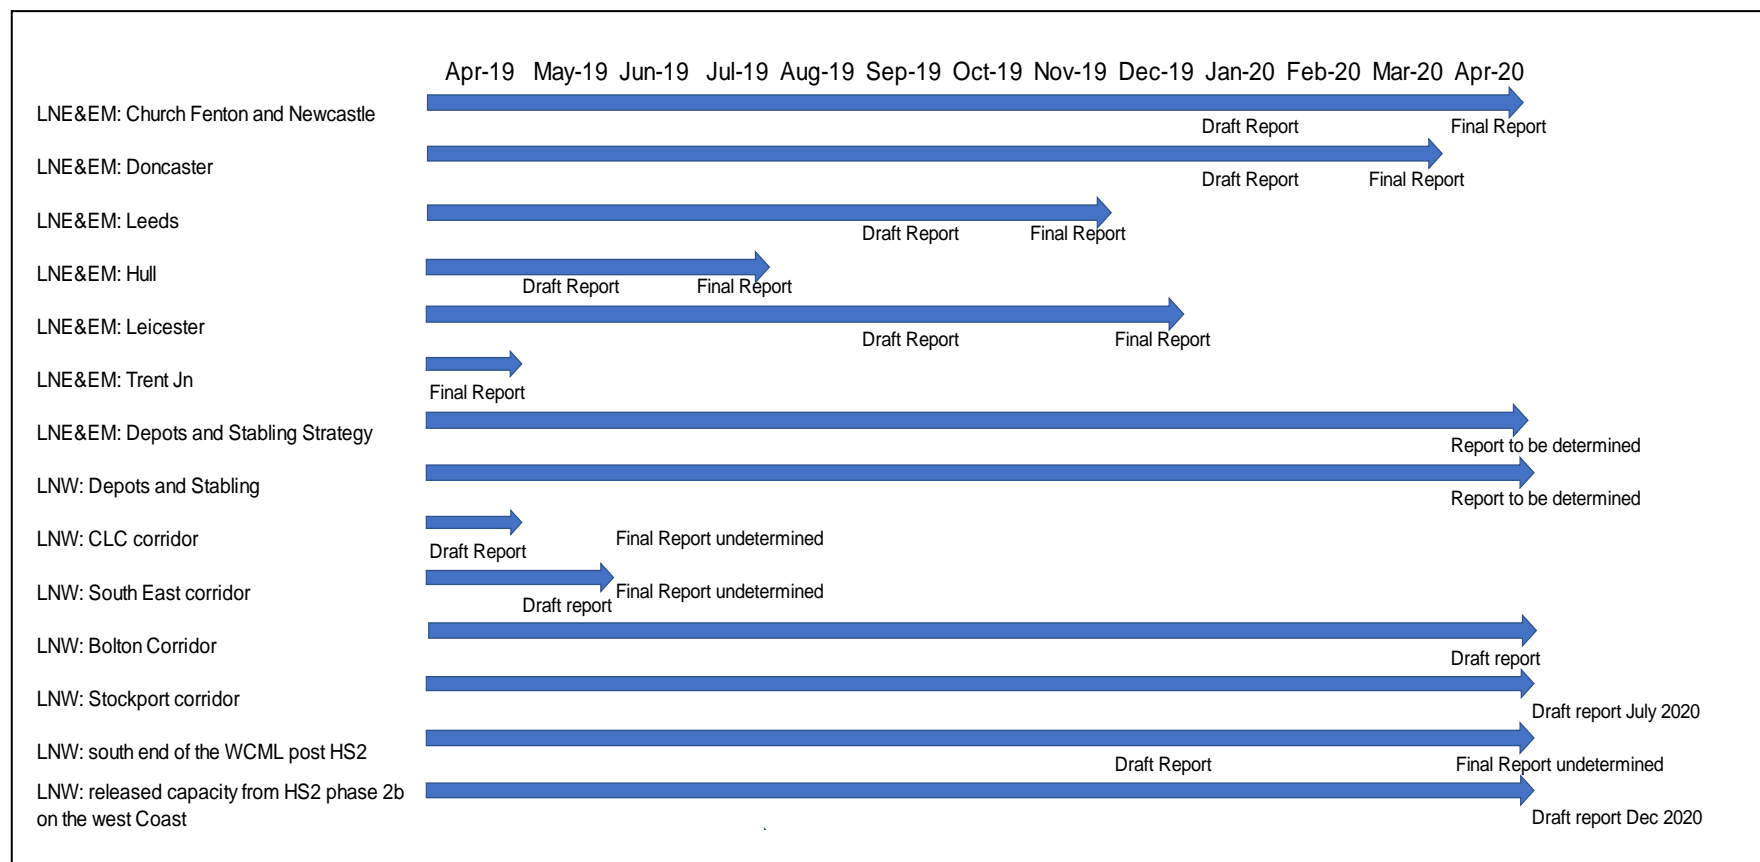 Apr-19 May-19 Jun-19 Jul-19 Aug-19 Sep-19 Oct-19 Nov-19 Dec-19 Jan-20 Feb-20 Mar-20 Apr-20
LNE&EM: Church Fenton and Newcastle
Draft Report Final Report
LNE&EM: Doncaster
Draft Report Final Report
LNE&EM: Leeds
Draft Report Final Report
LNE&EM: Hull
Draft Report Final Report
LNE&EM: Leicester
Draft Report Final Report
LNE&EM: Trent Jn
Final Report
LNE&EM: Depots and Stabling Strategy
Report to be determined
LNW: Depots and Stabling
Report to be determined
LNW: CLC corridor
Final Report undetermined
Draft Report
LNW: South East corridor
Final Report undetermined
Draft report
LNW: Bolton Corridor
Draft report
LNW: Stockport corridor
Draft report July 2020
LNW: south end of the WCML post HS2
Draft Report Final Report undetermined
LNW: released capacity from HS2 phase 2b
on the west Coast
Draft report Dec 2020